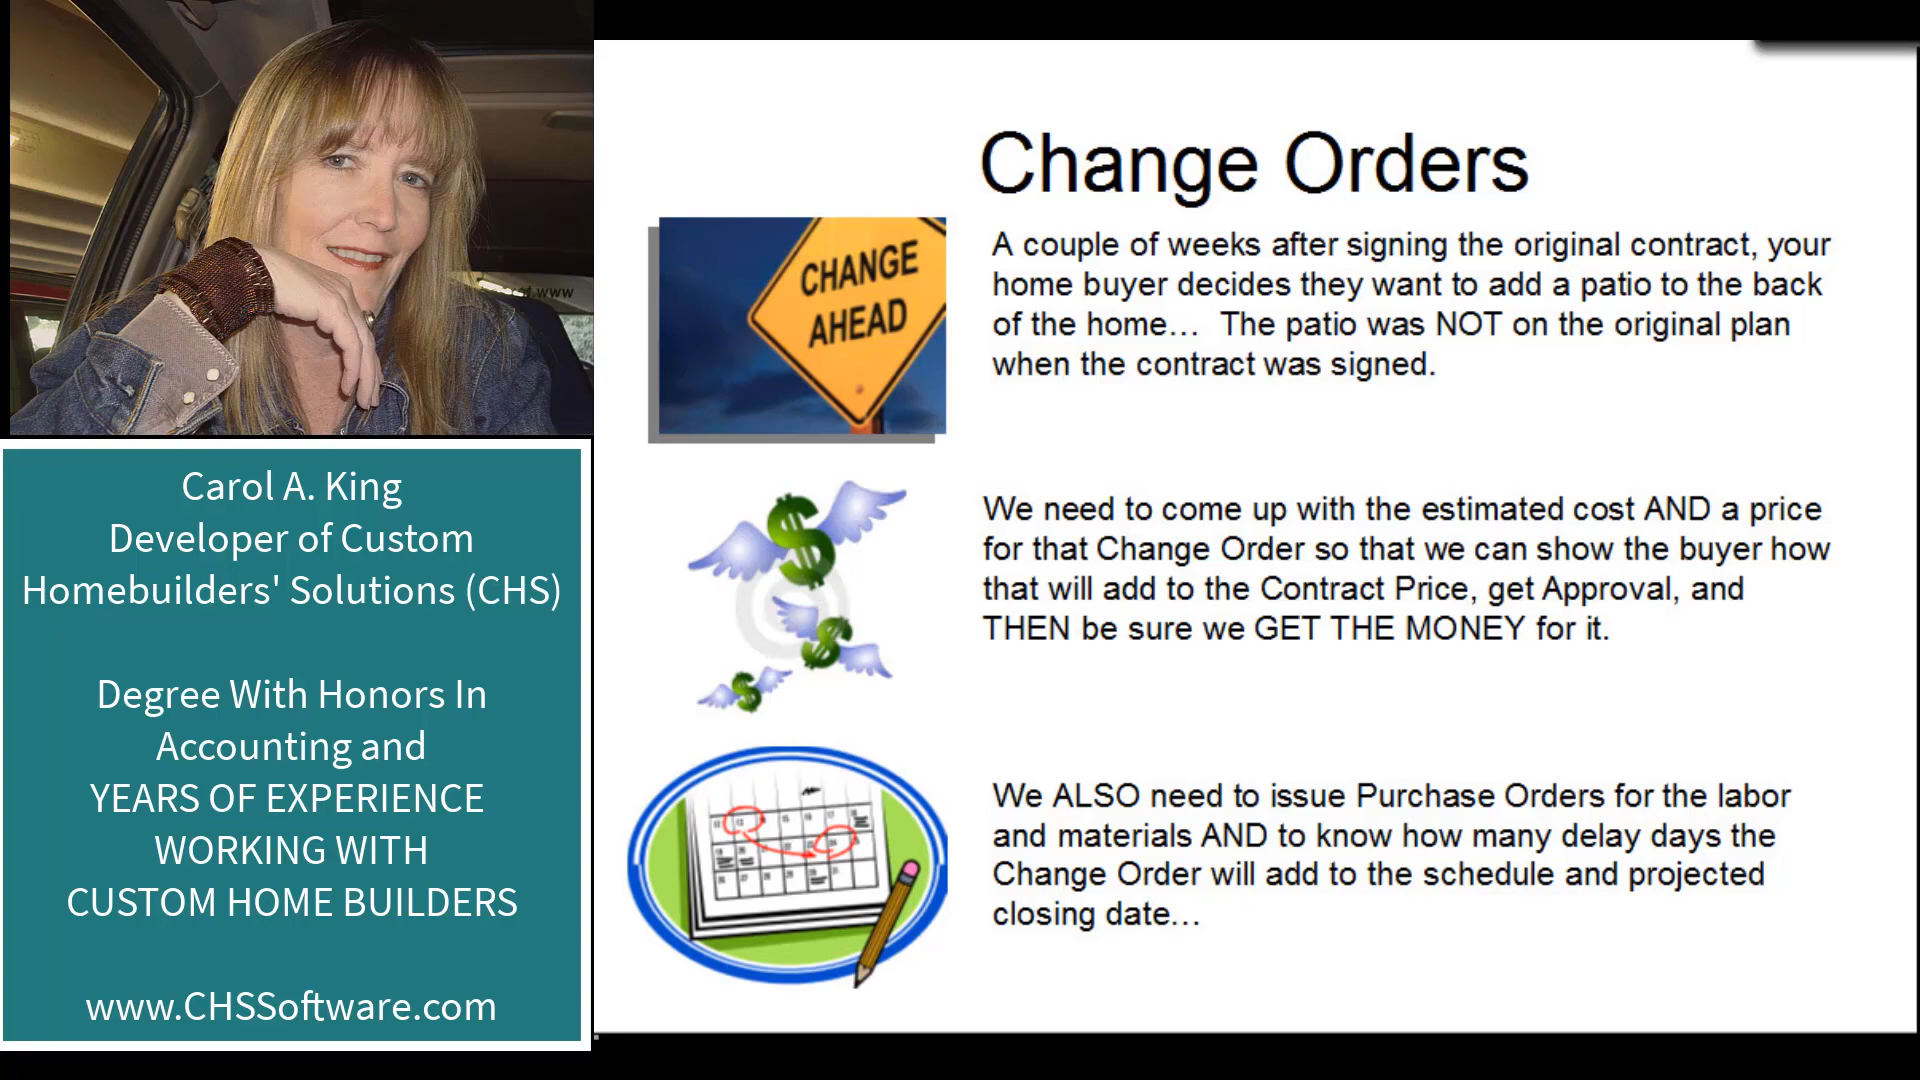 Carol A. King
Developer of Custom
Homebuilders' Solutions (CHS)
Degree With Honors In
Accounting and
YEARS OF EXPERIENCE
WORKING WITH
CUSTOM HOME BUILDERS
www.CHSSoftware.com
Change Orders
CHANGE
AHEAD
A couple of weeks after signing the original contract, your
home buyer decides they want to add a patio to the back
of the home… The patio was NOT on the original plan
when the contract was signed.
We need to come up with the estimated cost AND a price
for that Change Order so that we can show the buyer how
that will add to the Contract Price, get Approval, and
THEN be sure we GET THE MONEY for it.
We ALSO need to issue Purchase Orders for the labor
and materials AND to know how many delay days the
Change Order will add to the schedule and projected
closing date…